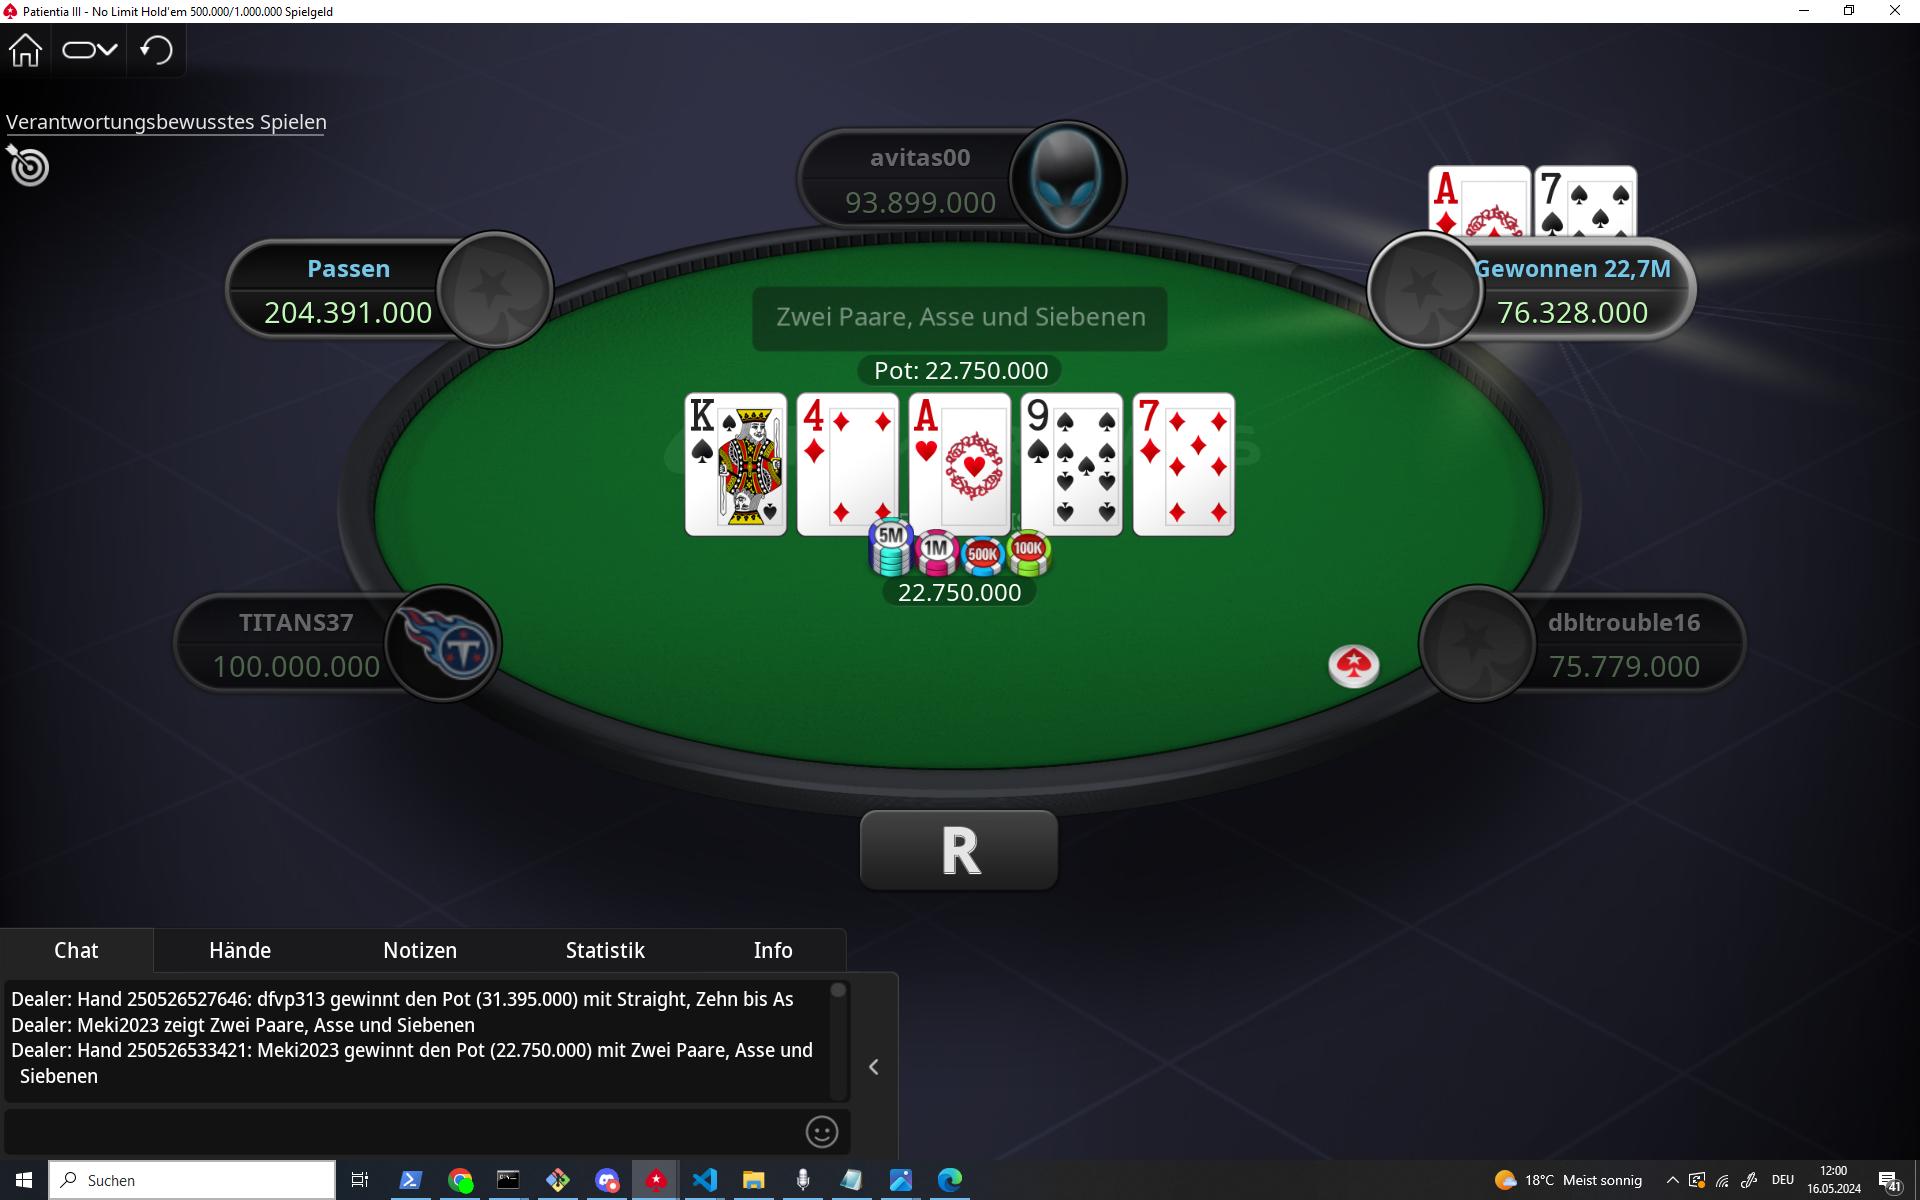 Patientia III - No Limit Hold'em 500.000/1.000.000 Spielgeld
Verantwortungsbewusstes Spielen
avitas00
93.899.000
A 7
Passen
204.391.000
Gewonnen 22,7M
76.328.000
Zwei Paare, Asse und Siebenen
Pot: 22.750.000
K 4 A 9 7
5M 1M 500K 100K
22.750.000
TITANS37
100.000.000
T
dbltrouble16
75.779.000
R
Chat Hände Notizen Statistik Info
Dealer: Hand 250526527646: dfvp313 gewinnt den Pot (31.395.000) mit Straight, Zehn bis As
Dealer: Meki2023 zeigt Zwei Paare, Asse und Siebenen
Dealer: Hand 250526533421: Meki2023 gewinnt den Pot (22.750.000) mit Zwei Paare, Asse und
Siebenen
Suchen
18°C Meist sonnig
DEU
12:00
16.05.2024
41